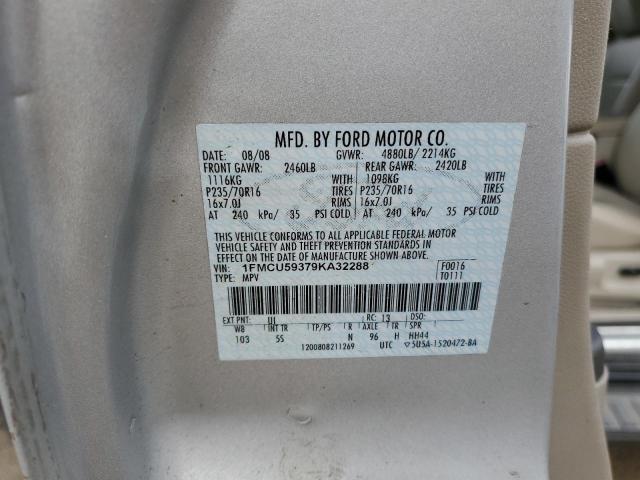 MFD. BY FORD MOTOR CO.
DATE: 08/08 GVWR: 4880LB/ 2214KG
FRONT GAWR: 2460LB REAR GAWR: 2420LB
1116KG WITH 1098KG WITH
P235/70R16 TIRES P235/70R16 TIRES
16x7.0J RIMS 16x7.0J RIMS
AT 240 kPa/ 35 PSI COLD AT 240 kPa/ 35 PSI COLD
THIS VEHICLE CONFORMS TO ALL APPLICABLE FEDERAL MOTOR
VEHICLE SAFETY AND THEFT PREVENTION STANDARDS IN
EFFECT ON THE DATE OF MANUFACTURE SHOWN ABOVE.
VIN: 1FMCU59379KA32288 F0016
TYPE: MPV T0111
EXT PNT: UI RC: 13 DSO:
WB INT TR TP/PS R AXLE TR SPR
103 5S N 96 H HH44
1200808211269 UTC ▽5U5A-1520472-BA